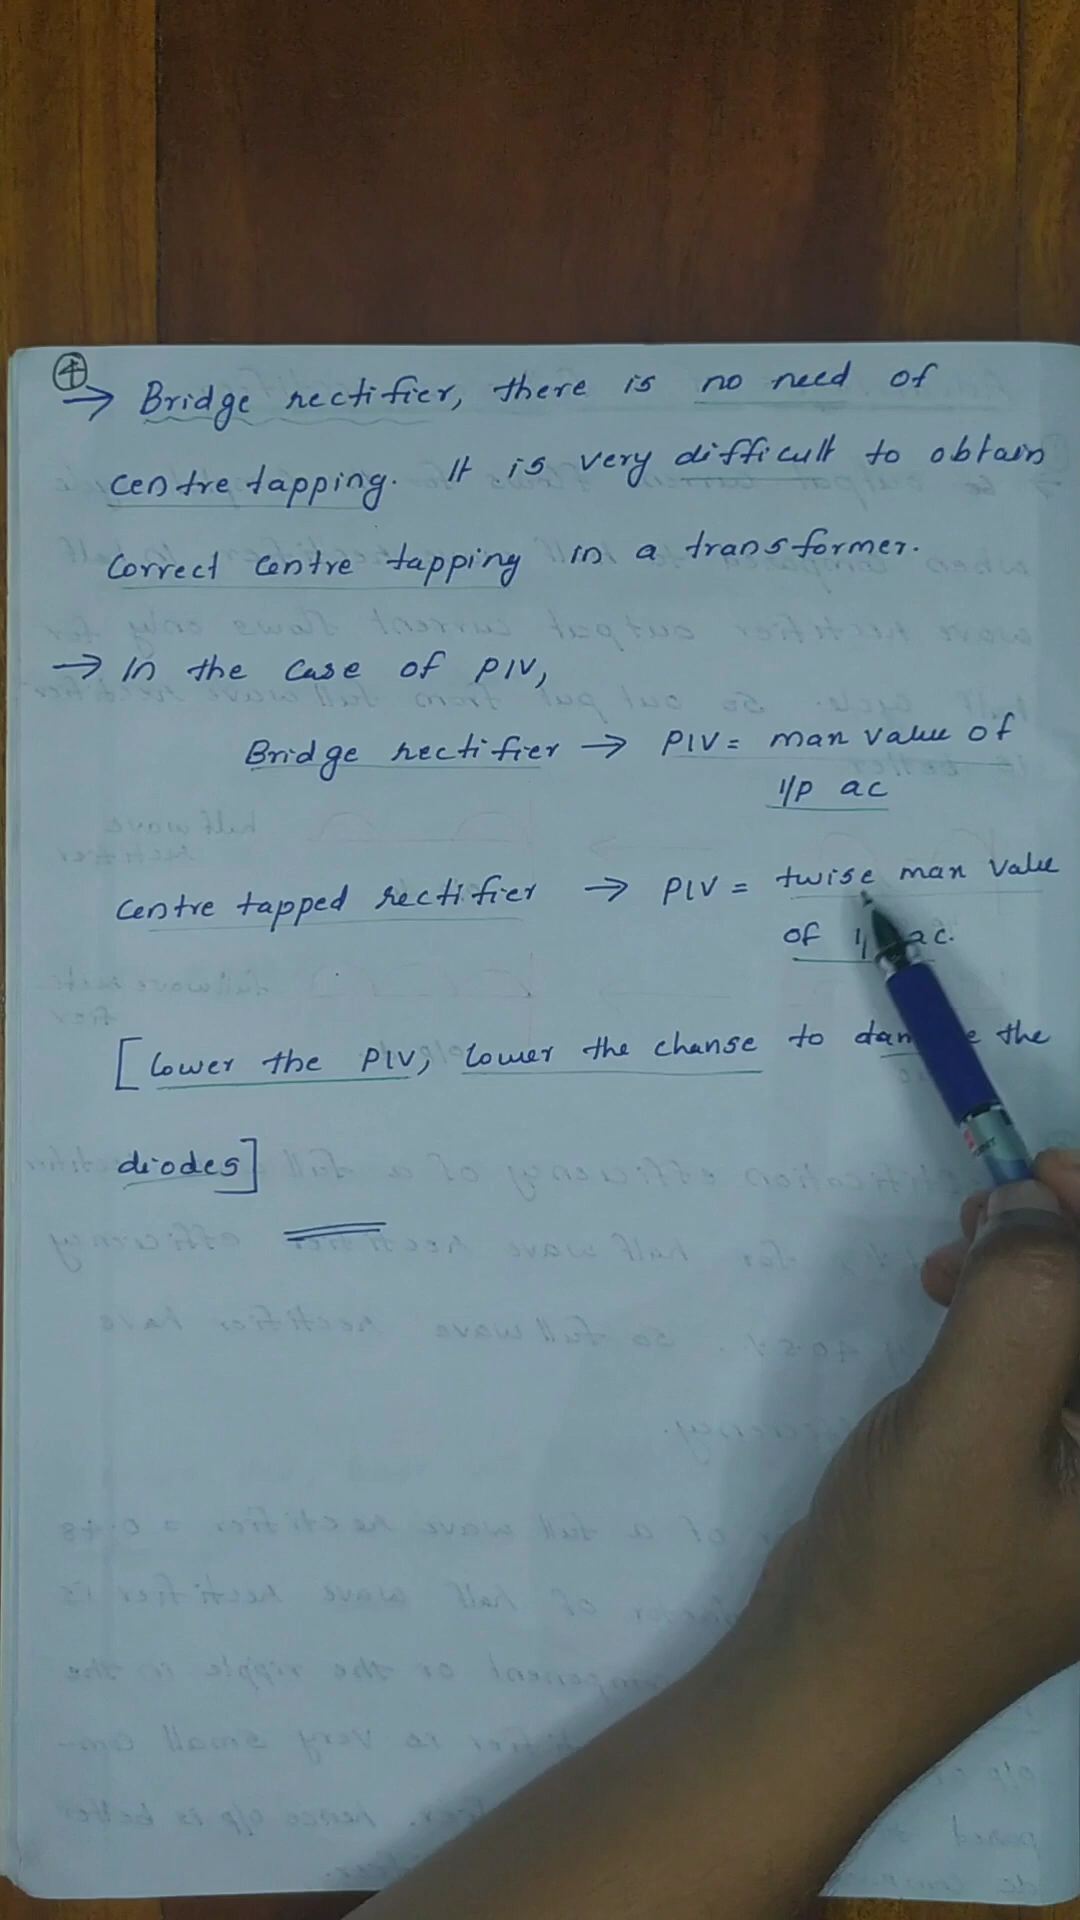 ④
→ Bridge rectifier, there is no need of
centre tapping. It is very difficult to obtain
correct centre tapping in a transformer.
→ In the case of PIV,
Bridge rectifier → PIV = max value of
i/p ac
centre tapped rectifier → PIV = twise max value
of ac.
[Lower the PIV, lower the chanse to the
diodes]